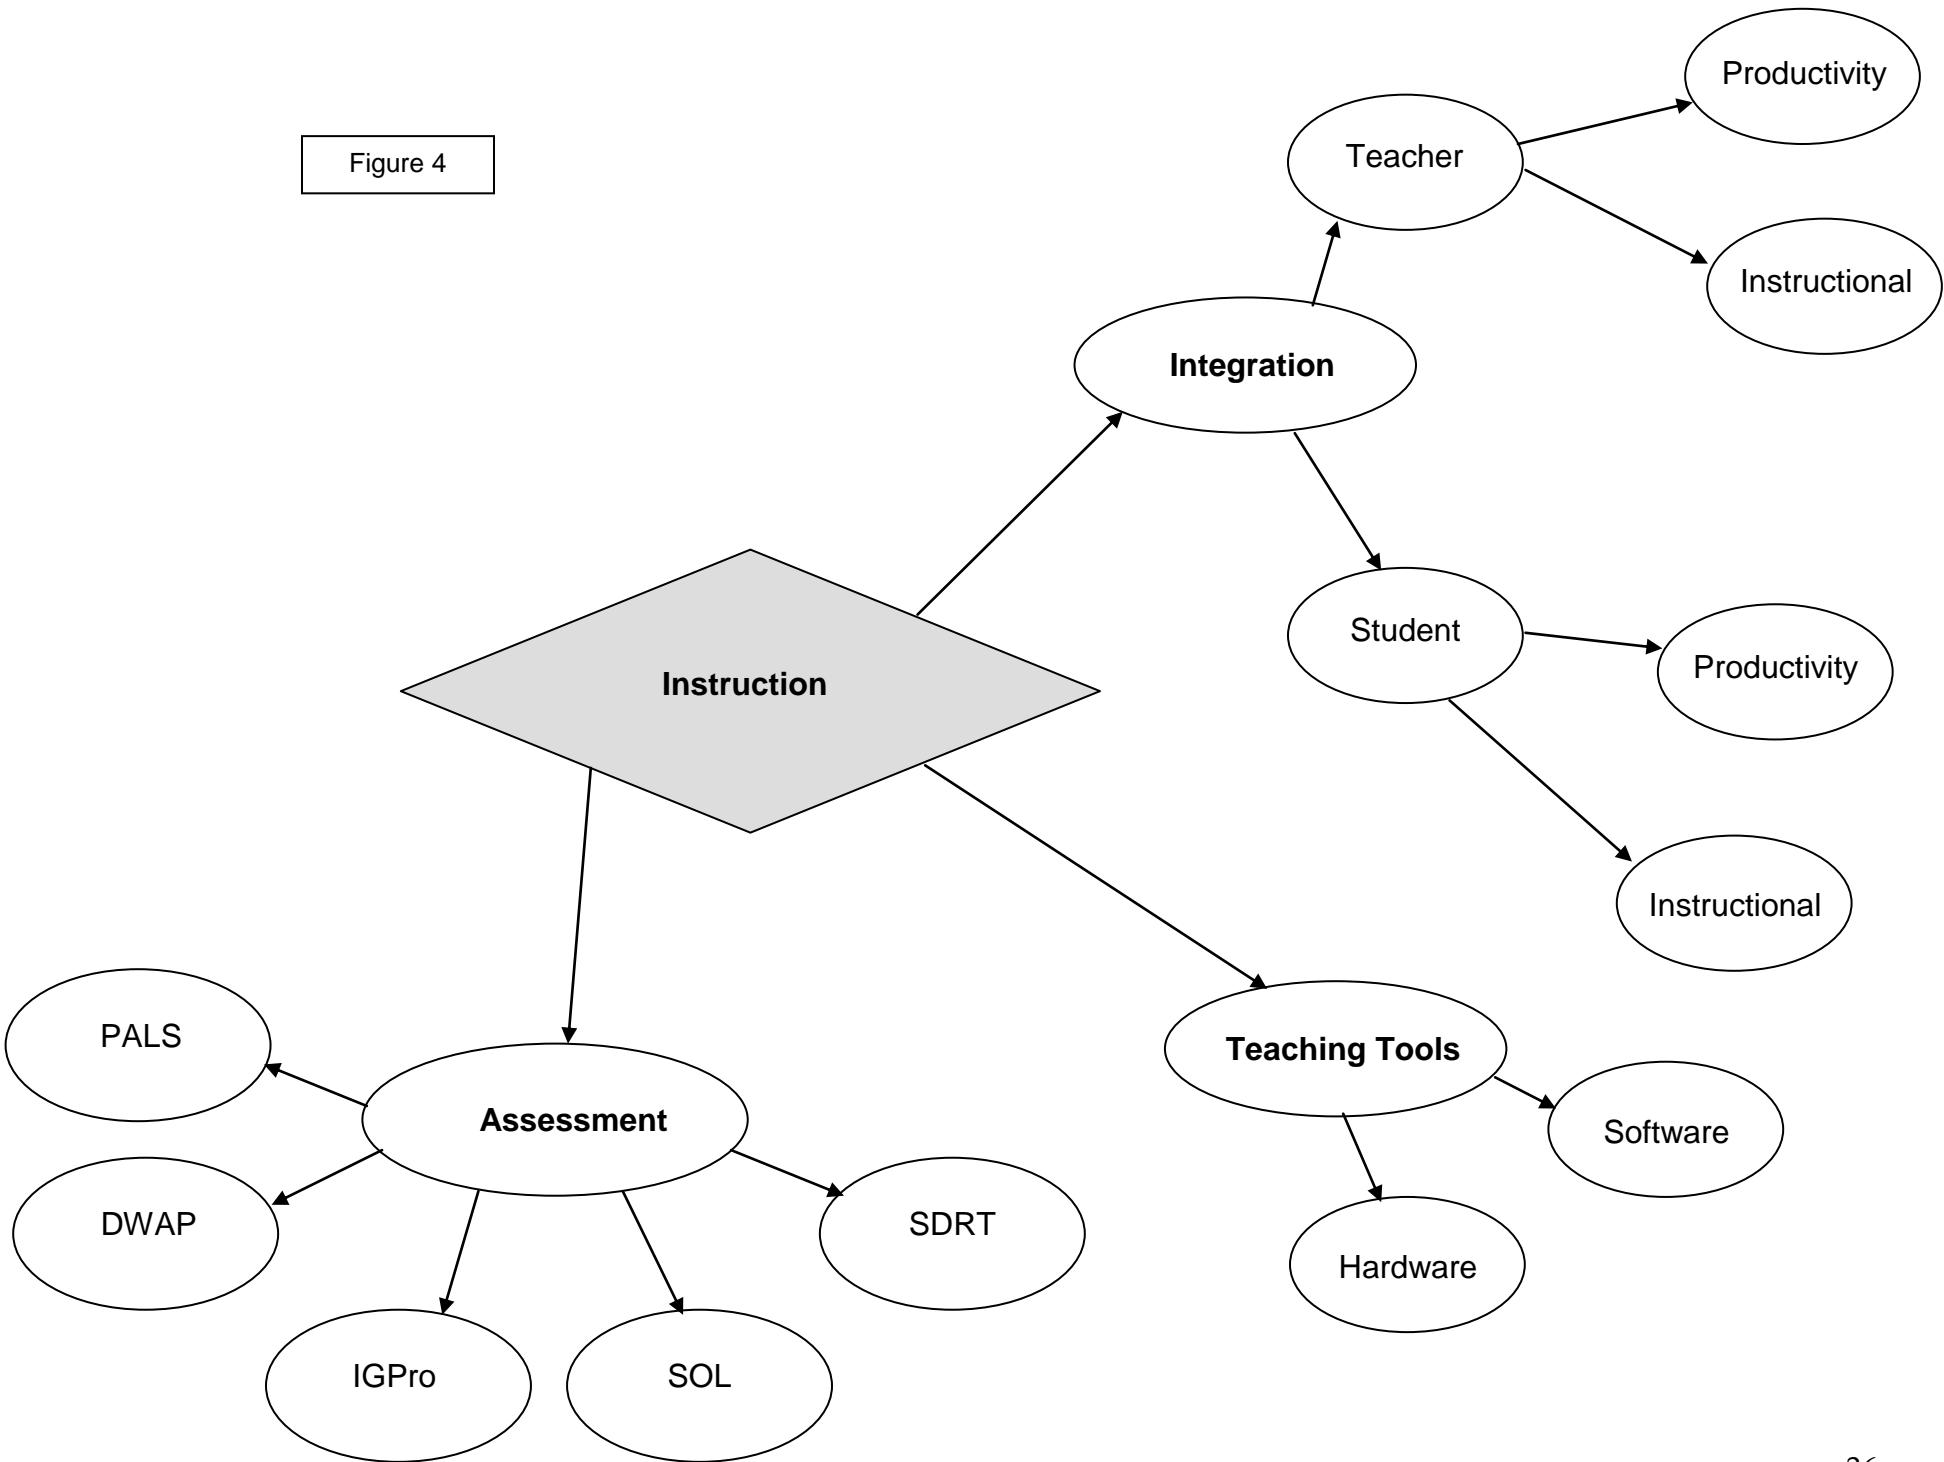 Productivity
Teacher
Figure 4
Instructional
Integration
Student
Productivity
Instruction
Instructional
PALS
Teaching Tools
Assessment
Software
DWAP
SDRT
Hardware
IGPro
SOL